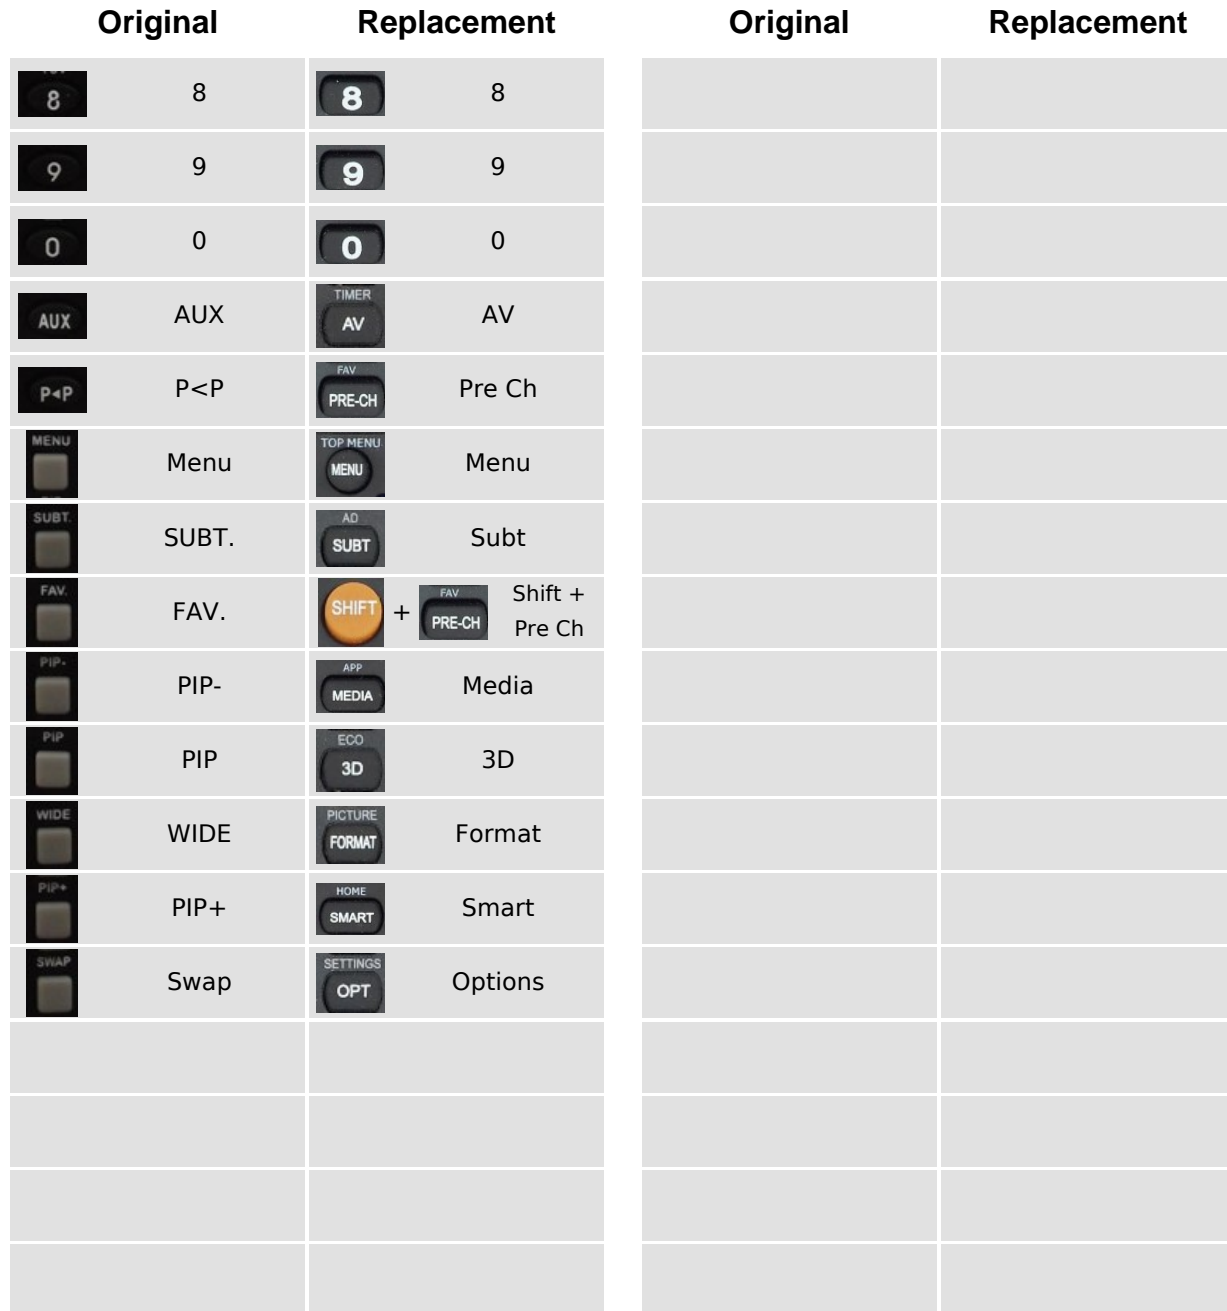 Original Replacement Original Replacement
8 8 8 8
9 9 9 9
0 0 0 0
AUX AUX TIMER AV AV
P◂P P<P FAV PRE-CH Pre Ch
MENU Menu TOP MENU MENU Menu
SUBT. SUBT. AD SUBT Subt
FAV. FAV. SHIFT + FAV PRE-CH Shift +
Pre Ch
PIP- PIP- APP MEDIA Media
PIP PIP ECO 3D 3D
WIDE WIDE PICTURE FORMAT Format
PIP+ PIP+ HOME SMART Smart
SWAP Swap SETTINGS OPT Options